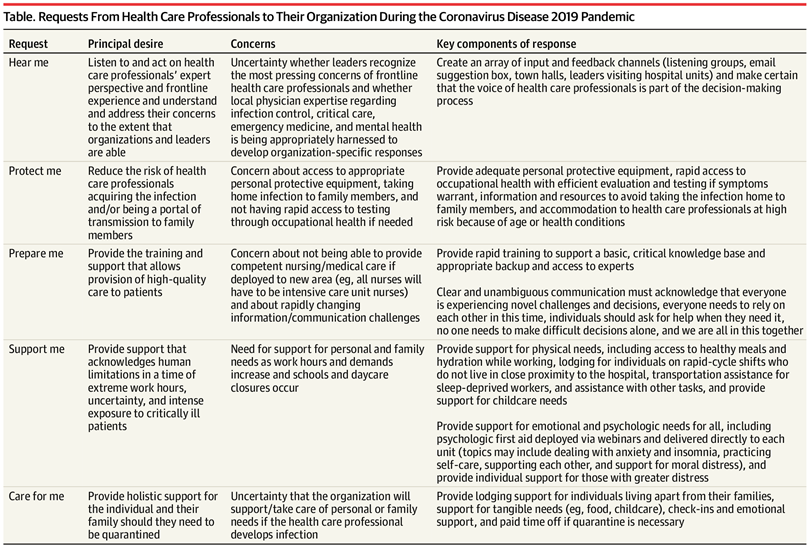 Table. Requests From Health Care Professionals to Their Organization During the Coronavirus Disease 2019 Pandemic
Request
Principal desire
Concerns
Key components of response
Hear me
Listen to and act on health
care professionals' expert
perspective and frontline
experience and understand
and address their concerns
to the extent that
organizations and leaders
are able
Uncertainty whether leaders recognize
the most pressing concerns of frontline
health care professionals and whether
local physician expertise regarding
infection control, critical care,
emergency medicine, and mental health
is being appropriately harnessed to
develop organization-specific responses
Create an array of input and feedback channels (listening groups, email
suggestion box, town halls, leaders visiting hospital units) and make certain
that the voice of health care professionals is part of the decision-making
process
Protect me
Reduce the risk of health
care professionals
acquiring the infection
and/or being a portal of
transmission to family
members
Concern about access to appropriate
personal protective equipment, taking
home infection to family members, and
not having rapid access to testing
through occupational health if needed
Provide adequate personal protective equipment, rapid access to
occupational health with efficient evaluation and testing if symptoms
warrant, information and resources to avoid taking the infection home to
family members, and accommodation to health care professionals at high
risk because of age or health conditions
Prepare me
Provide the training and
support that allows
provision of high-quality
care to patients
Concern about not being able to provide
competent nursing/medical care if
deployed to new area (eg, all nurses will
have to be intensive care unit nurses)
and about rapidly changing
information/communication challenges
Provide rapid training to support a basic, critical knowledge base and
appropriate backup and access to experts
Clear and unambiguous communication must acknowledge that everyone
is experiencing novel challenges and decisions, everyone needs to rely on
each other in this time, individuals should ask for help when they need it,
no one needs to make difficult decisions alone, and we are all in this together
Support me
Provide support that
acknowledges human
limitations in a time of
extreme work hours,
uncertainty, and intense
exposure to critically ill
patients
Need for support for personal and family
needs as work hours and demands
increase and schools and daycare
closures occur
Provide support for physical needs, including access to healthy meals and
hydration while working, lodging for individuals on rapid-cycle shifts who
do not live in close proximity to the hospital, transportation assistance for
sleep-deprived workers, and assistance with other tasks, and provide
support for childcare needs
Provide support for emotional and psychologic needs for all, including
psychologic first aid deployed via webinars and delivered directly to each
unit (topics may include dealing with anxiety and insomnia, practicing
self-care, supporting each other, and support for moral distress), and
provide individual support for those with greater distress
Care for me
Provide holistic support for
the individual and their
family should they need to
be quarantined
Uncertainty that the organization will
support/take care of personal or family
needs if the health care professional
develops infection
Provide lodging support for individuals living apart from their families,
support for tangible needs (eg, food, childcare), check-ins and emotional
support, and paid time off if quarantine is necessary